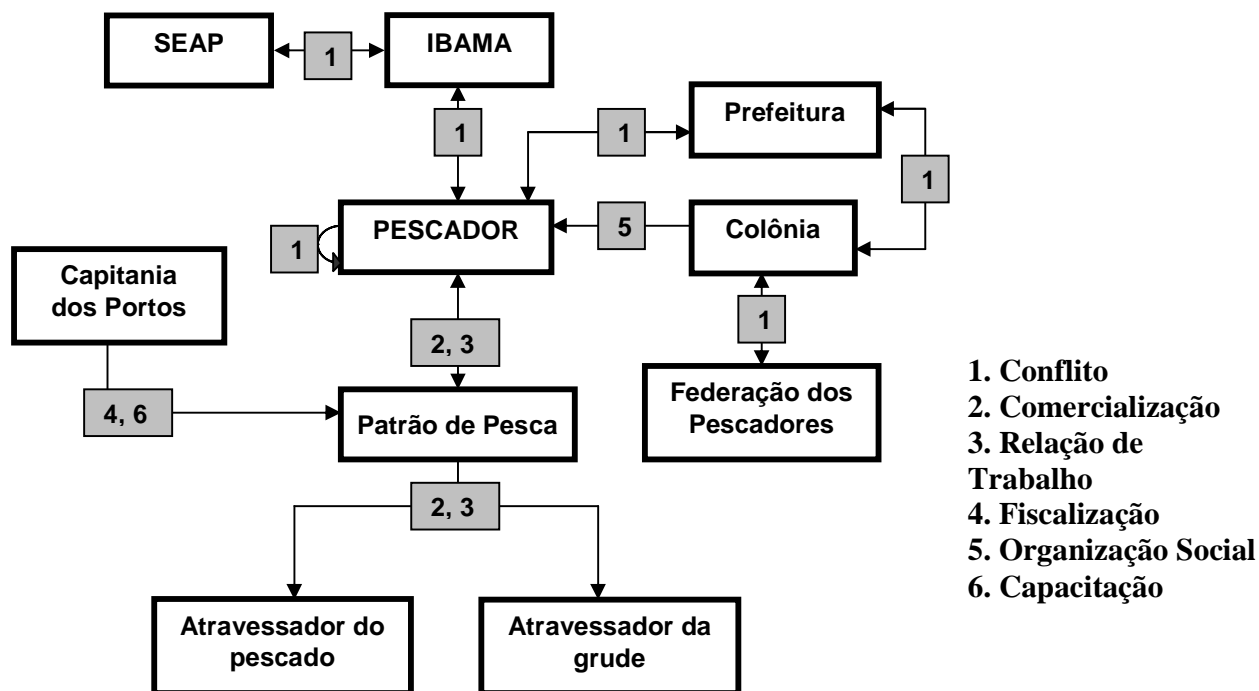 SEAP
1
IBAMA
1
1
Prefeitura
1
PESCADOR
5
Colônia
1
Capitania
dos Portos
1
2, 3
4, 6
Patrão de Pesca
Federação dos
Pescadores
2, 3
Atravessador do
pescado
Atravessador da
grude
1. Conflito
2. Comercialização
3. Relação de
Trabalho
4. Fiscalização
5. Organização Social
6. Capacitação